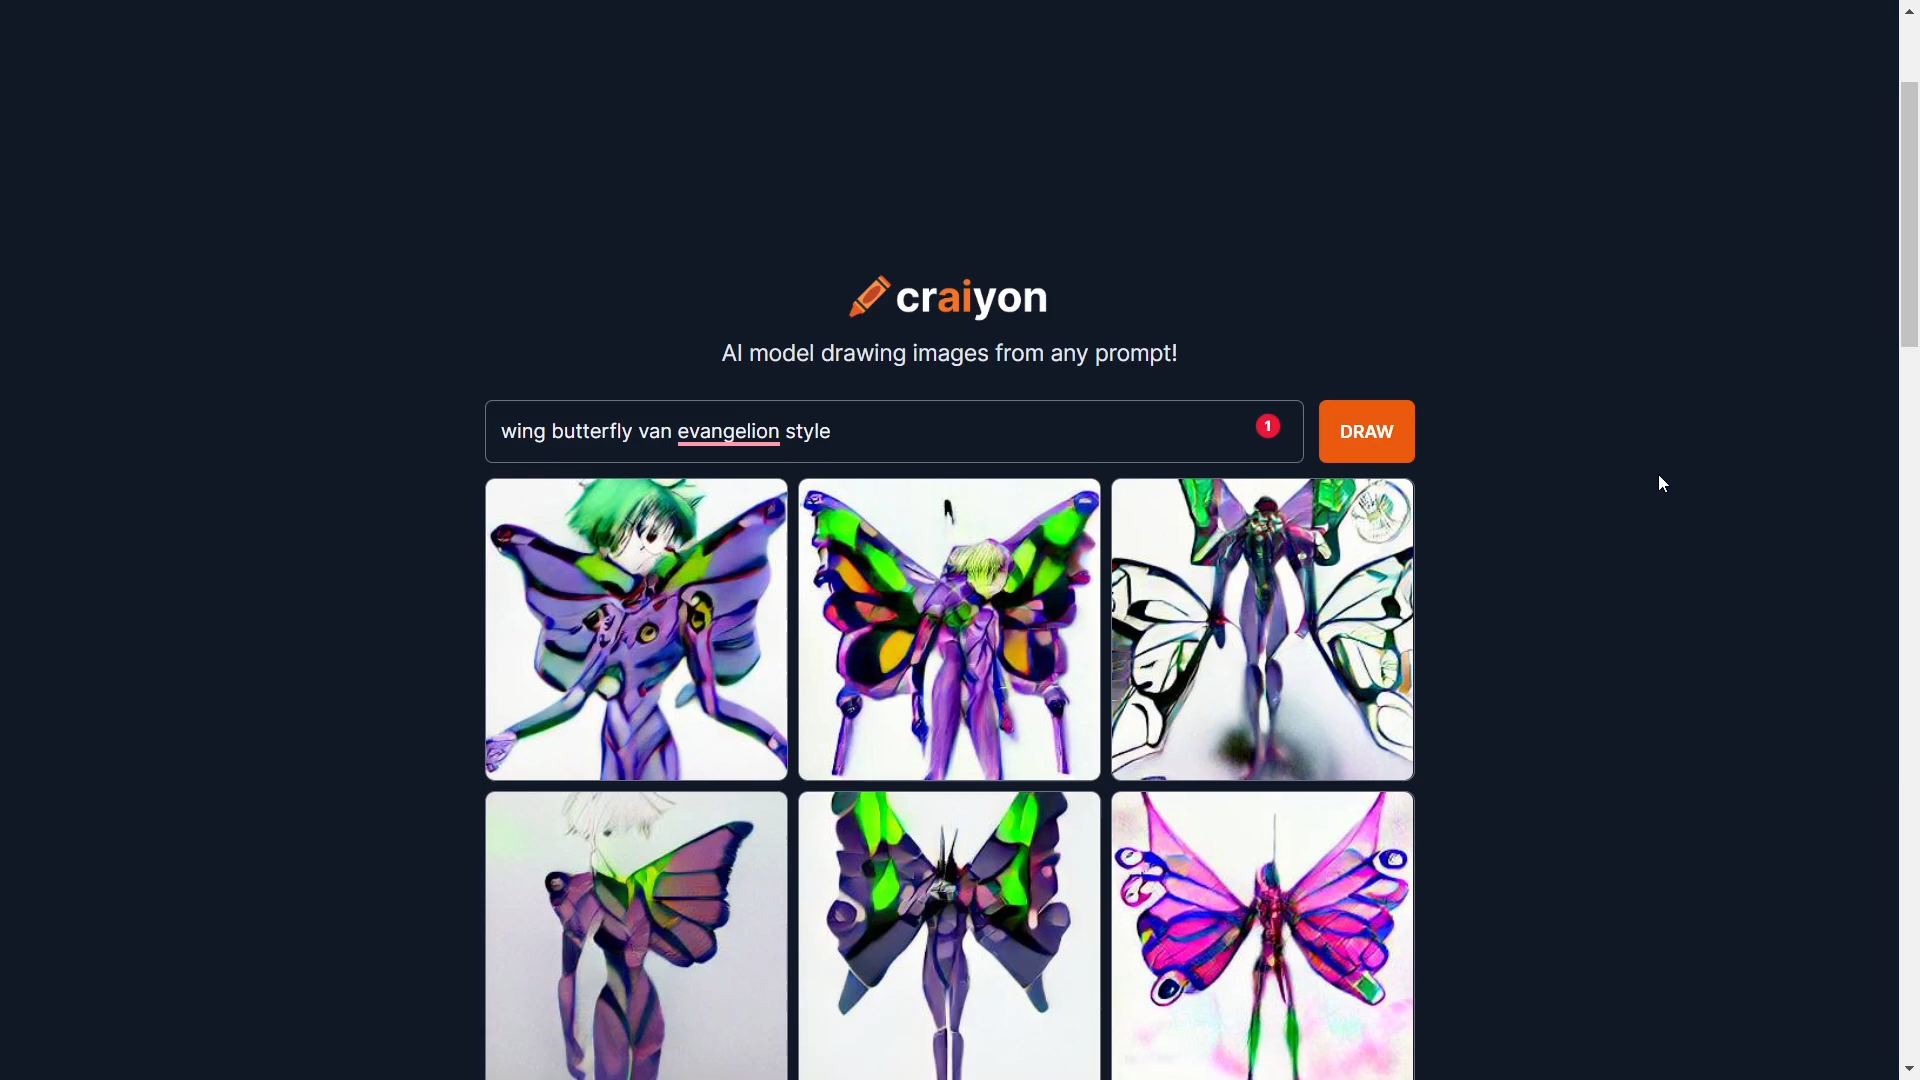 craiyon
AI model drawing images from any prompt!
wing butterfly van evangelion style
1
DRAW